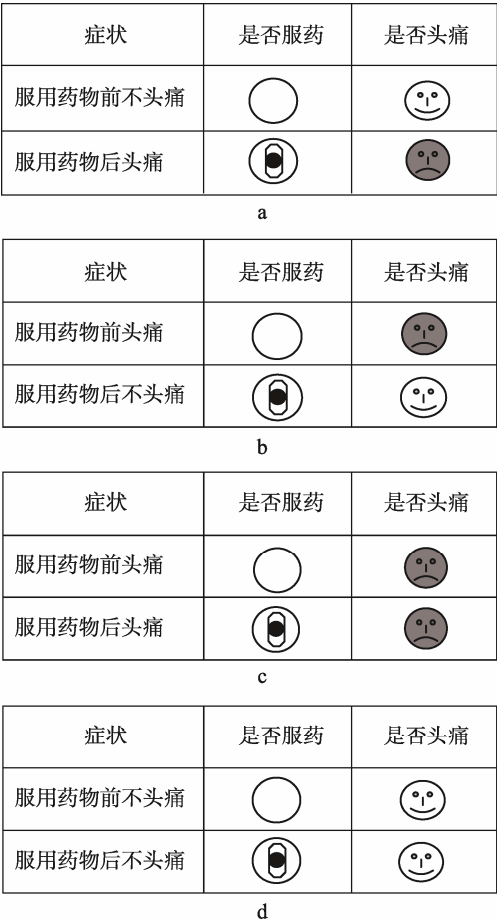 症状 是否服药 是否头痛
服用药物前不头痛
服用药物后头痛
a
症状 是否服药 是否头痛
服用药物前头痛
服用药物后不头痛
b
症状 是否服药 是否头痛
服用药物前头痛
服用药物后头痛
c
症状 是否服药 是否头痛
服用药物前不头痛
服用药物后不头痛
d